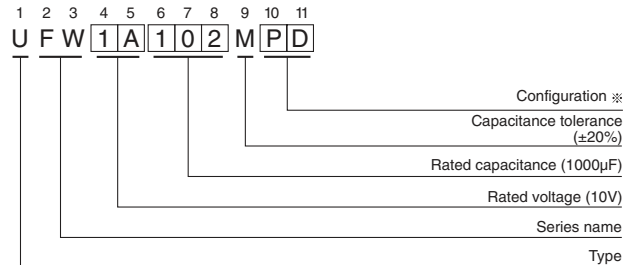 1 2 3 4 5 6 7 8 9 10 11
U F W 1 A 1 0 2 M P D
Configuration ※
Capacitance tolerance
(±20%)
Rated capacitance (1000µF)
Rated voltage (10V)
Series name
Type